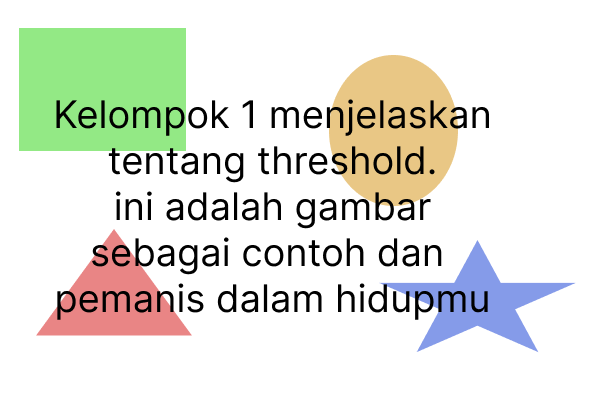 Kelompok 1 menjelaskan
tentang threshold.
ini adalah gambar
sebagai contoh dan
pemanis dalam hidupmu